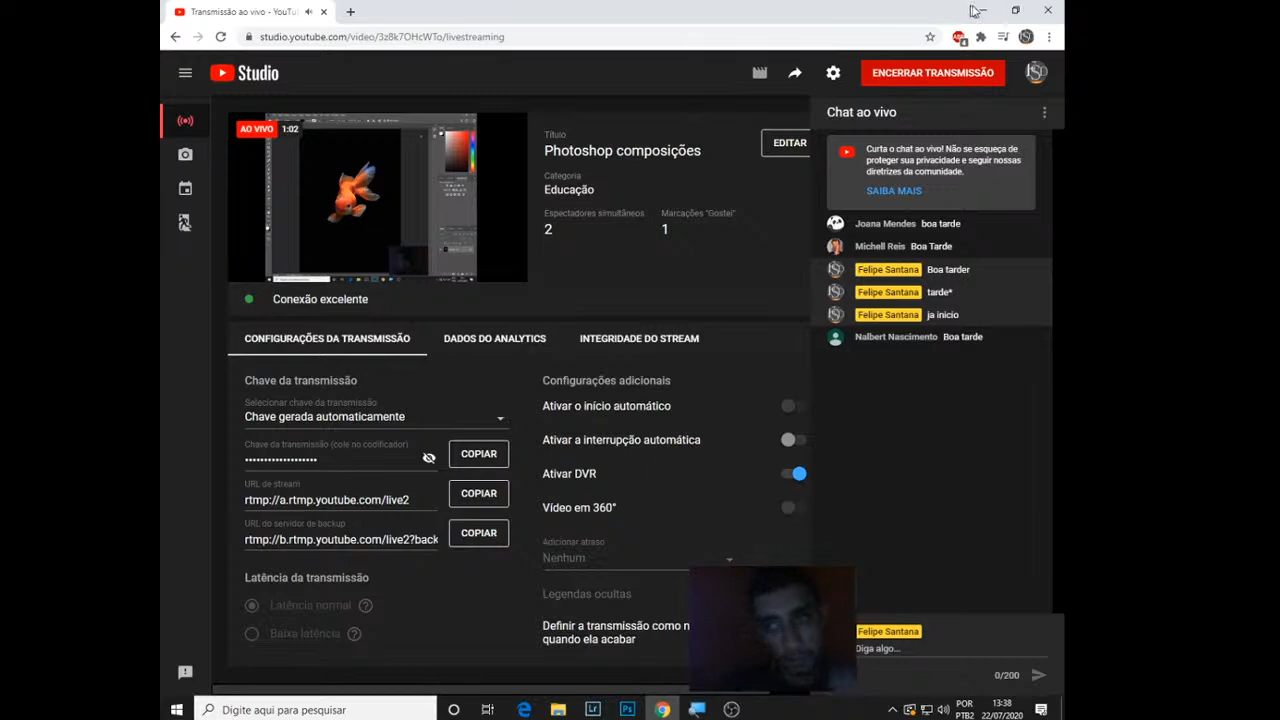 Transmissão ao vivo - YouTu
studio.youtube.com/video/3z8k7OHcWTo/livestreaming
4
Studio
ENCERRAR TRANSMISSÃO
AO VIVO 1:02
Título
Photoshop composições
EDITAR
Categoria
Educação
Espectadores simultâneos
Marcações "Gostei"
2
1
Conexão excelente
CONFIGURAÇÕES DA TRANSMISSÃO
DADOS DO ANALYTICS
INTEGRIDADE DO STREAM
Chave da transmissão
Selecionar chave da transmissão
Chave gerada automaticamente
Chave da transmissão (cole no codificador)
COPIAR
URL de stream
rtmp://a.rtmp.youtube.com/live2
COPIAR
URL do servidor de backup
rtmp://b.rtmp.youtube.com/live2?back
COPIAR
Latência da transmissão
Latência normal
Baixa latência
Configurações adicionais
Ativar o início automático
Ativar a interrupção automática
Ativar DVR
Vídeo em 360°
Adicionar atraso
Nenhum
Legendas ocultas
Definir a transmissão como n
quando ela acabar
Chat ao vivo
Curta o chat ao vivo! Não se esqueça de
proteger sua privacidade e seguir nossas
diretrizes da comunidade.
SAIBA MAIS
Joana Mendes boa tarde
Michell Reis Boa Tarde
Felipe Santana Boa tarder
Felipe Santana tarde*
Felipe Santana ja inicio
Nalbert Nascimento Boa tarde
Felipe Santana
Diga algo...
0/200
Digite aqui para pesquisar
Lr
Ps
POR
PTB2
13:38
22/07/2020